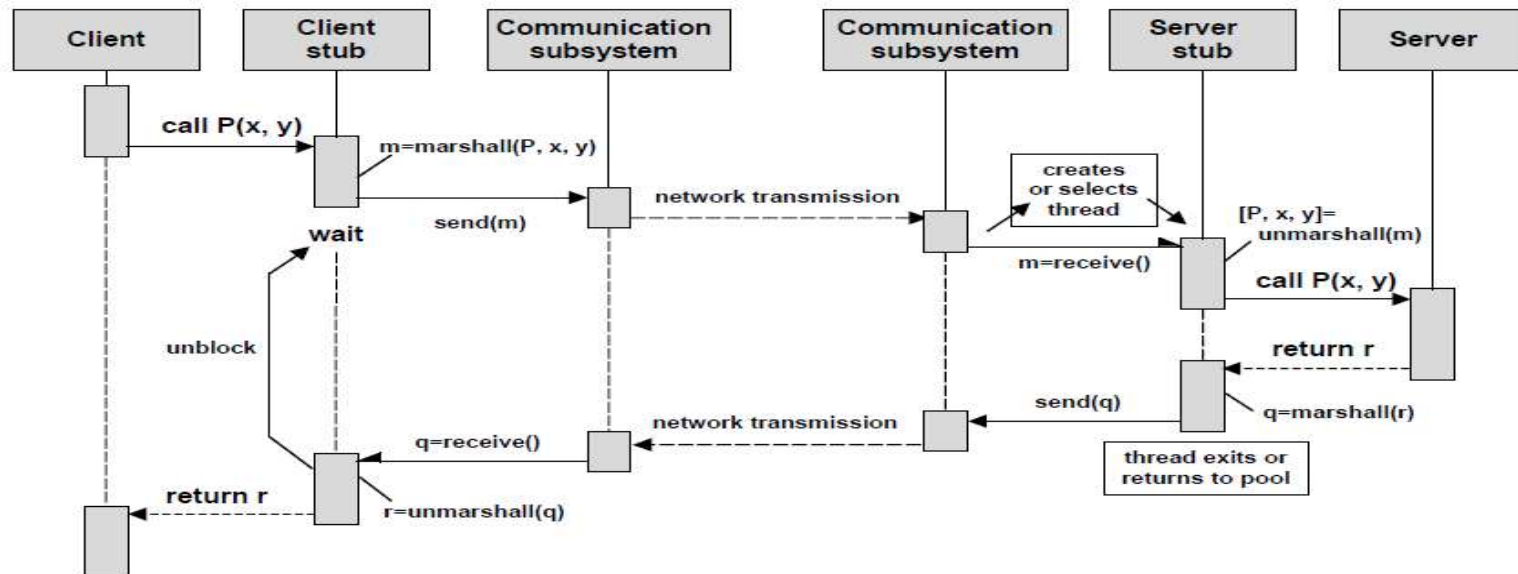 Client
Client
stub
Communication
subsystem
Communication
subsystem
Server
stub
Server
call P(x, y)
m=marshall(P, x, y)
send(m)
network transmission
creates
or selects
thread
[P, x, y]=
unmarshall(m)
wait
m=receive()
call P(x, y)
unblock
return r
send(q)
q=marshall(r)
network transmission
q=receive()
thread exits or
returns to pool
return r
r=unmarshall(q)